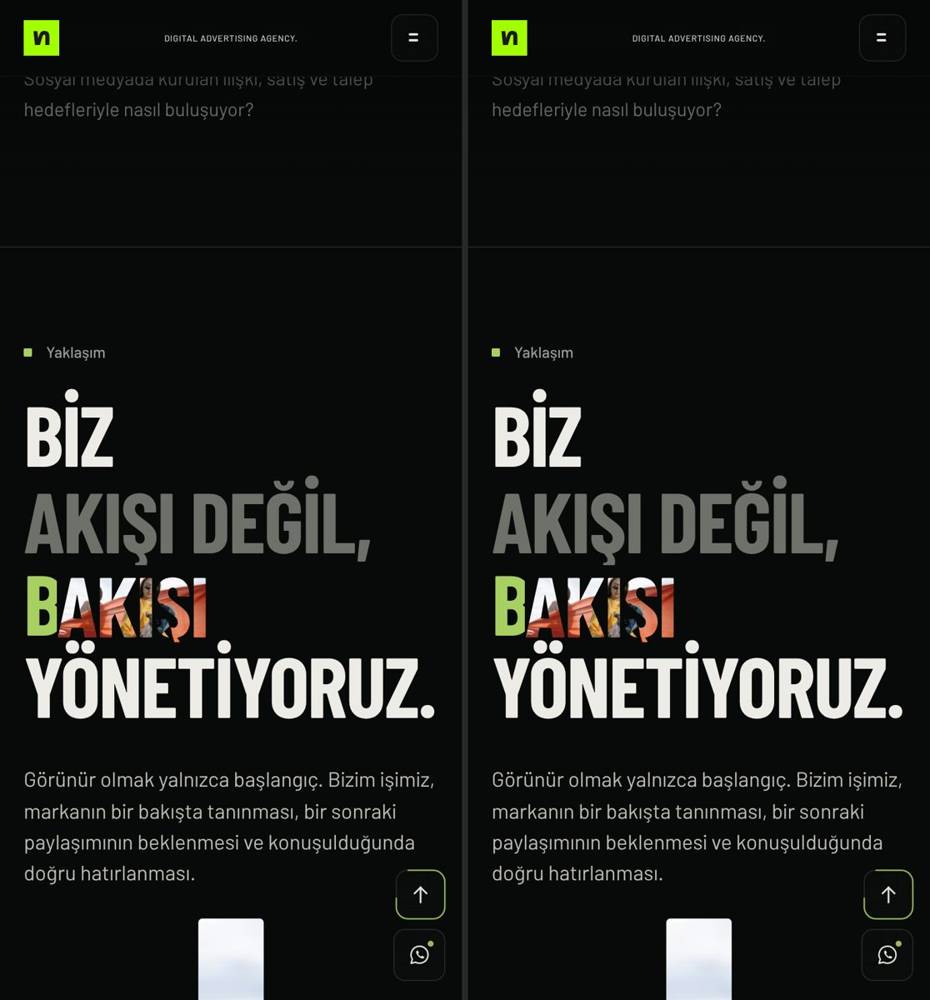 n DIGITAL ADVERTISING AGENCY.
Sosyal medyada kurulan ilişki, satış ve talep
hedefleriyle nasıl buluşuyor?
Yaklaşım
BİZ
AKIŞI DEĞİL,
BAKIŞI
YÖNETİYORUZ.
Görünür olmak yalnızca başlangıç. Bizim işimiz,
markanın bir bakışta tanınması, bir sonraki
paylaşımının beklenmesi ve konuşulduğunda
doğru hatırlanması.
n DIGITAL ADVERTISING AGENCY.
Sosyal medyada kurulan ilişki, satış ve talep
hedefleriyle nasıl buluşuyor?
Yaklaşım
BİZ
AKIŞI DEĞİL,
BAKIŞI
YÖNETİYORUZ.
Görünür olmak yalnızca başlangıç. Bizim işimiz,
markanın bir bakışta tanınması, bir sonraki
paylaşımının beklenmesi ve konuşulduğunda
doğru hatırlanması.